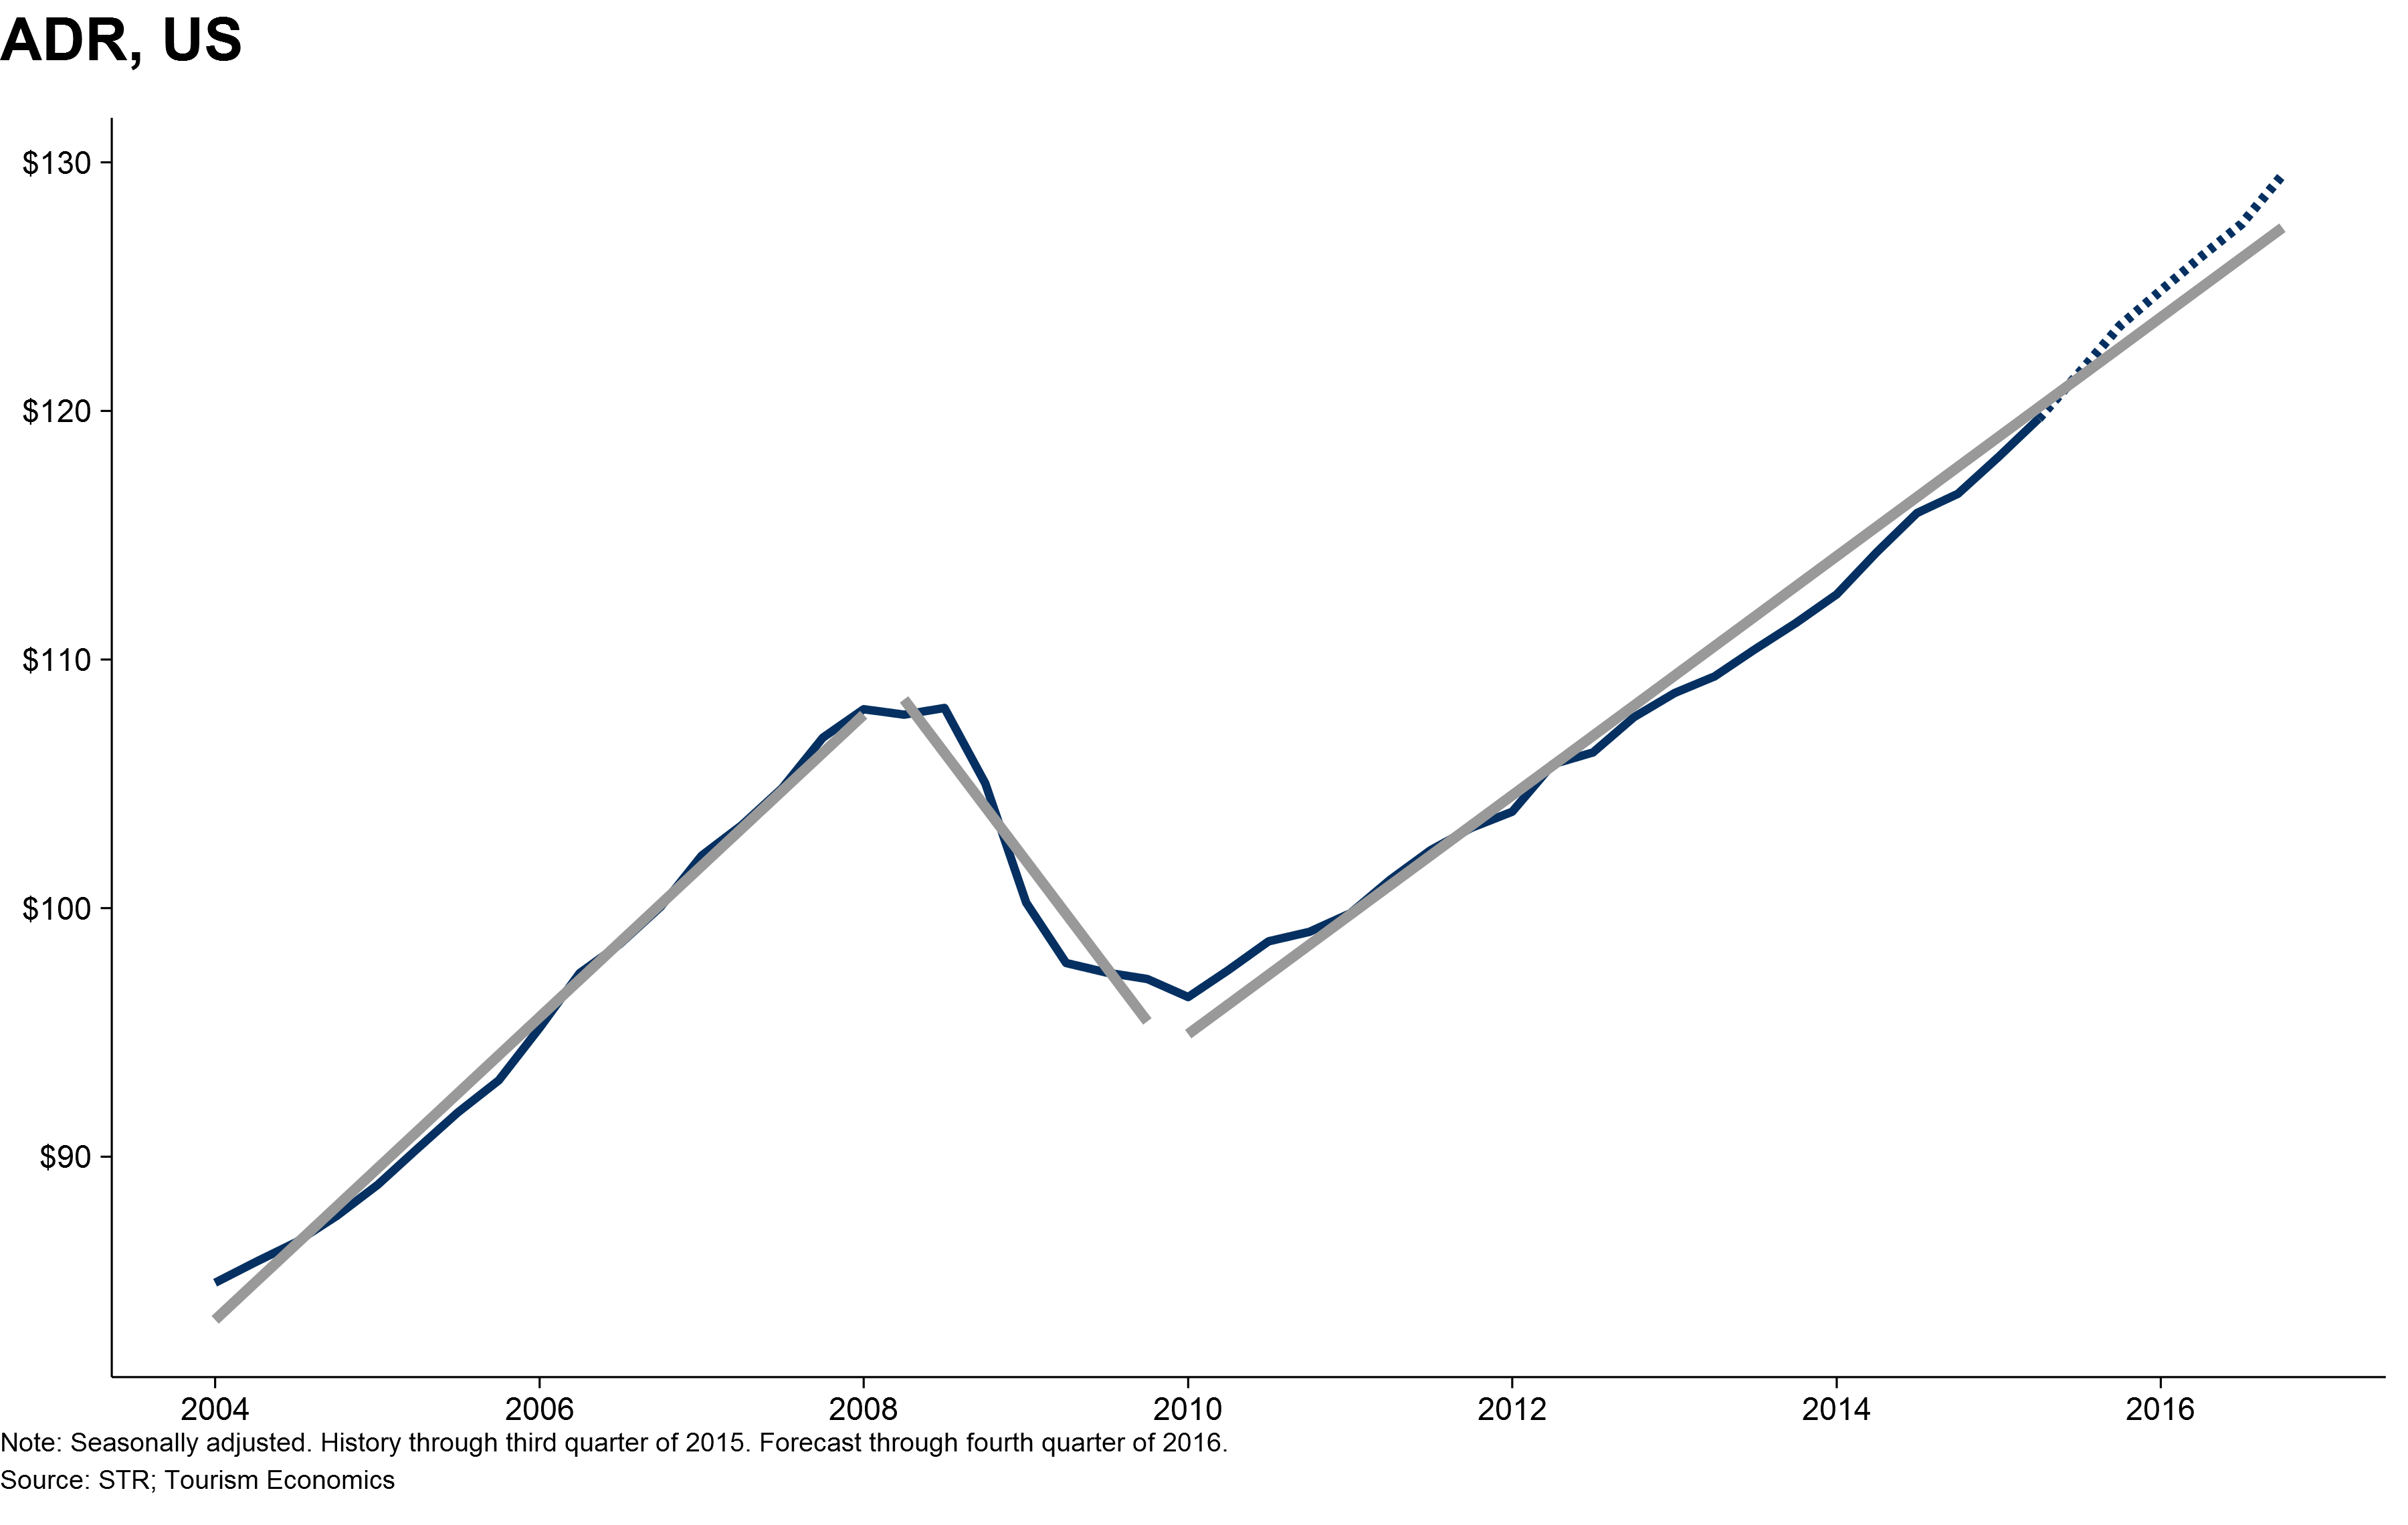 ADR, US
$130
$120
$110
$100
$90
2004 2006 2008 2010 2012 2014 2016
Note: Seasonally adjusted. History through third quarter of 2015. Forecast through fourth quarter of 2016.
Source: STR; Tourism Economics